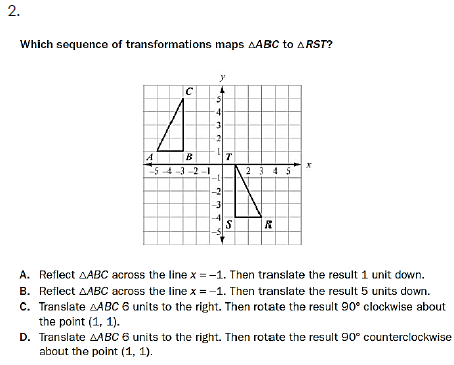 2.
Which sequence of transformations maps △ABC to △RST?
y
C
5
4
3
2
1
A B T
x
-5 -4 -3 -2 -1 2 3 4 5
-1
-2
-3
-4
S R
-5
A. Reflect △ABC across the line x = −1. Then translate the result 1 unit down.
B. Reflect △ABC across the line x = −1. Then translate the result 5 units down.
C. Translate △ABC 6 units to the right. Then rotate the result 90° clockwise about
the point (1, 1).
D. Translate △ABC 6 units to the right. Then rotate the result 90° counterclockwise
about the point (1, 1).